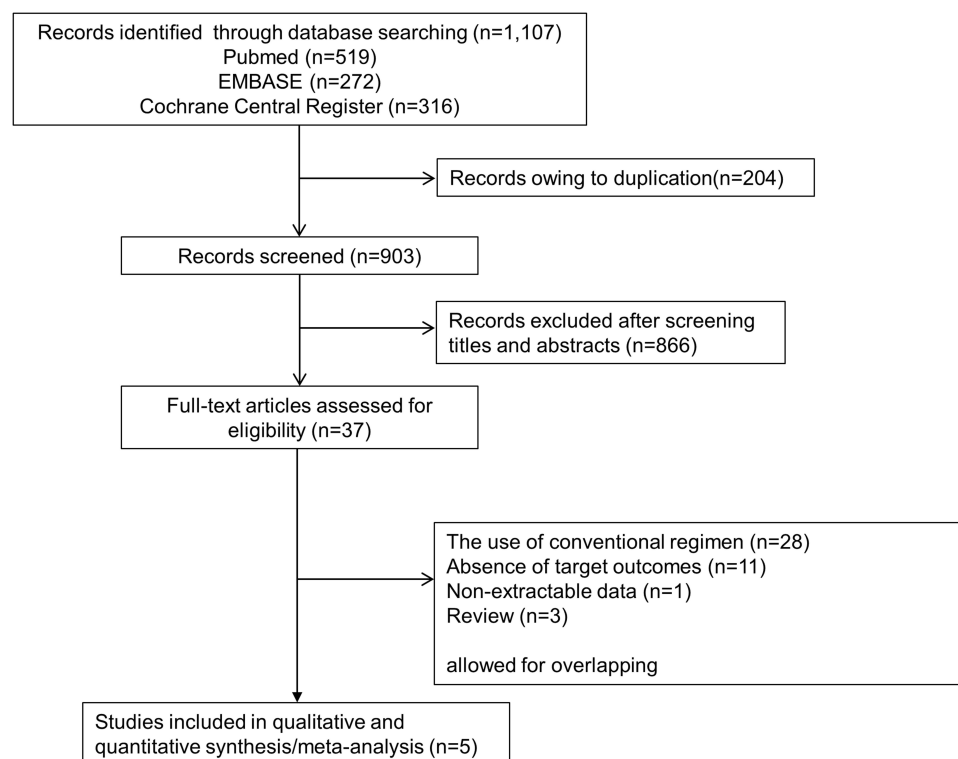 Records identified through database searching (n=1,107)
Pubmed (n=519)
EMBASE (n=272)
Cochrane Central Register (n=316)
Records owing to duplication(n=204)
Records screened (n=903)
Records excluded after screening
titles and abstracts (n=866)
Full-text articles assessed for
eligibility (n=37)
The use of conventional regimen (n=28)
Absence of target outcomes (n=11)
Non-extractable data (n=1)
Review (n=3)
allowed for overlapping
Studies included in qualitative and
quantitative synthesis/meta-analysis (n=5)